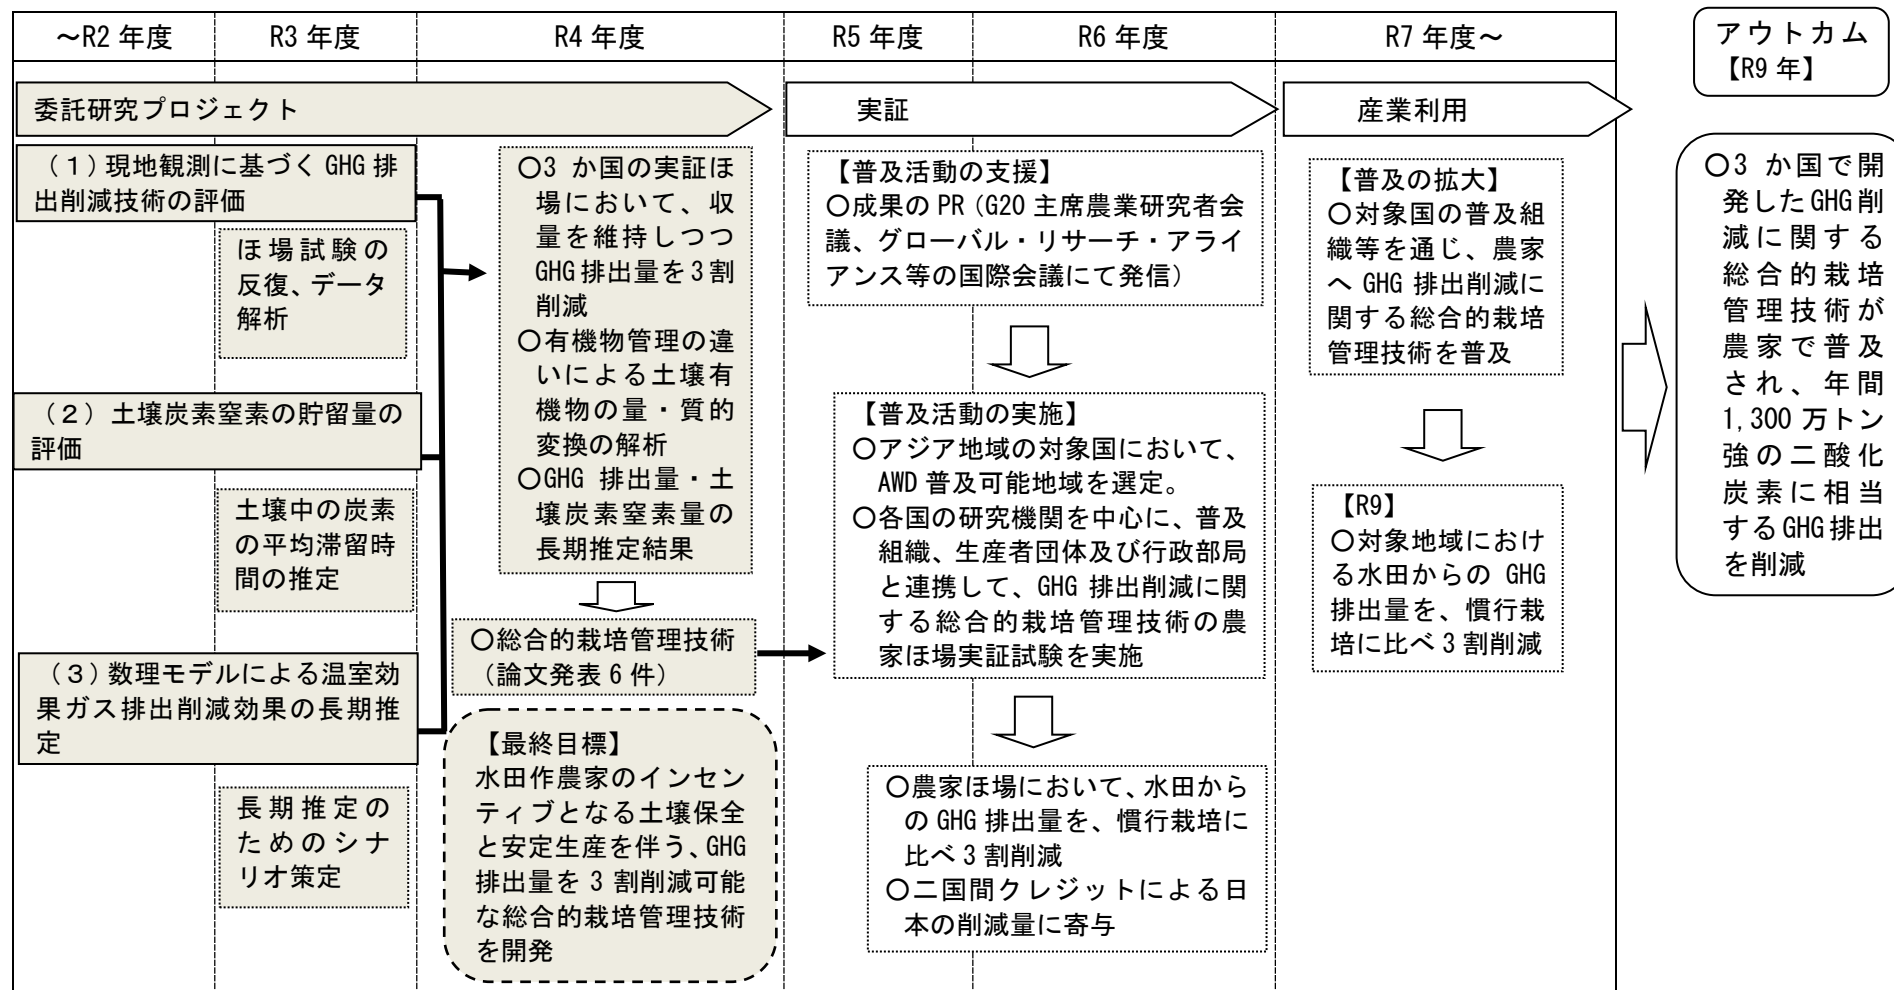 ～R2 年度
R3 年度
R4 年度
R5 年度
R6 年度
R7 年度～
アウトカム
【R9 年】
委託研究プロジェクト
実証
産業利用
（１）現地観測に基づく GHG 排
出削減技術の評価
ほ場試験の
反復、データ
解析
（２）土壌炭素窒素の貯留量の
評価
土壌中の炭素
の平均滞留時
間の推定
（３）数理モデルによる温室効
果ガス排出削減効果の長期推
定
長期推定の
ためのシナ
リオ策定
○3 か国の実証ほ
場において、収
量を維持しつつ
GHG 排出量を 3 割
削減
○有機物管理の違
いによる土壌有
機物の量・質的
変換の解析
○GHG 排出量・土
壌炭素窒素量の
長期推定結果
○総合的栽培管理技術
（論文発表 6 件）
【最終目標】
水田作農家のインセン
ティブとなる土壌保全
と安定生産を伴う、GHG
排出量を 3 割削減可能
な総合的栽培管理技術
を開発
【普及活動の支援】
○成果の PR（G20 主席農業研究者会
議、グローバル・リサーチ・アライ
アンス等の国際会議にて発信）
【普及活動の実施】
○アジア地域の対象国において、
AWD 普及可能地域を選定。
○各国の研究機関を中心に、普及
組織、生産者団体及び行政部局
と連携して、GHG 排出削減に関
する総合的栽培管理技術の農
家ほ場実証試験を実施
○農家ほ場において、水田から
の GHG 排出量を、慣行栽培に
比べ 3 割削減
○二国間クレジットによる日
本の削減量に寄与
【普及の拡大】
○対象国の普及組
織等を通じ、農家
へ GHG 排出削減に
関する総合的栽培
管理技術を普及
【R9】
○対象地域におけ
る水田からの GHG
排出量を、慣行栽
培に比べ 3 割削減
○3 か国で開
発した GHG 削
減に関する
総合的栽培
管理技術が
農家で普及
され、年間
1,300 万トン
強の二酸化
炭素に相当
する GHG 排出
を削減